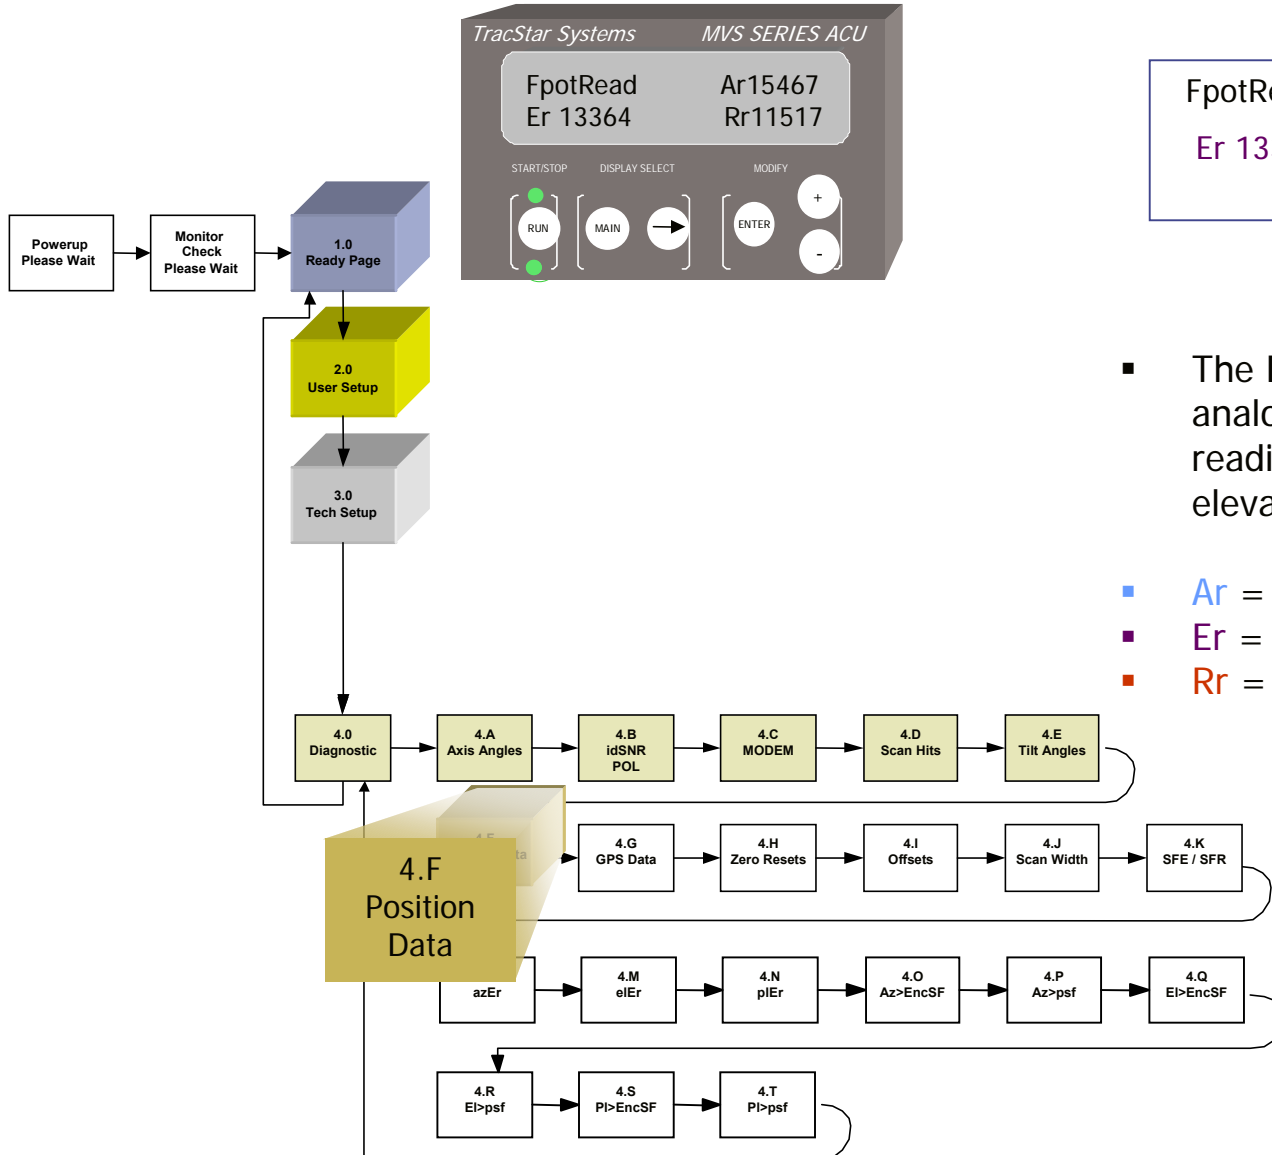 TracStar Systems MVS SERIES ACU
FpotRead Ar15467
Er 13364 Rr11517
START/STOP DISPLAY SELECT MODIFY
RUN MAIN ENTER + -
Er 13
Powerup
Please Wait
Monitor
Check
Please Wait
1.0
Ready Page
2.0
User Setup
3.0
Tech Setup
The
Ar =
Er =
Rr =
4.0
Diagnostic
4.A
Axis Angles
4.B
idSNR
POL
4.C
MODEM
4.D
Scan Hits
4.E
Tilt Angles
4.F
Position
Data
4.G
GPS Data
4.H
Zero Resets
4.I
Offsets
4.J
Scan Width
4.K
SFE / SFR
azEr
4.M
elEr
4.N
plEr
4.O
Az>EncSF
4.P
Az>psf
4.Q
El>EncSF
4.R
El>psf
4.S
Pl>EncSF
4.T
Pl>psf